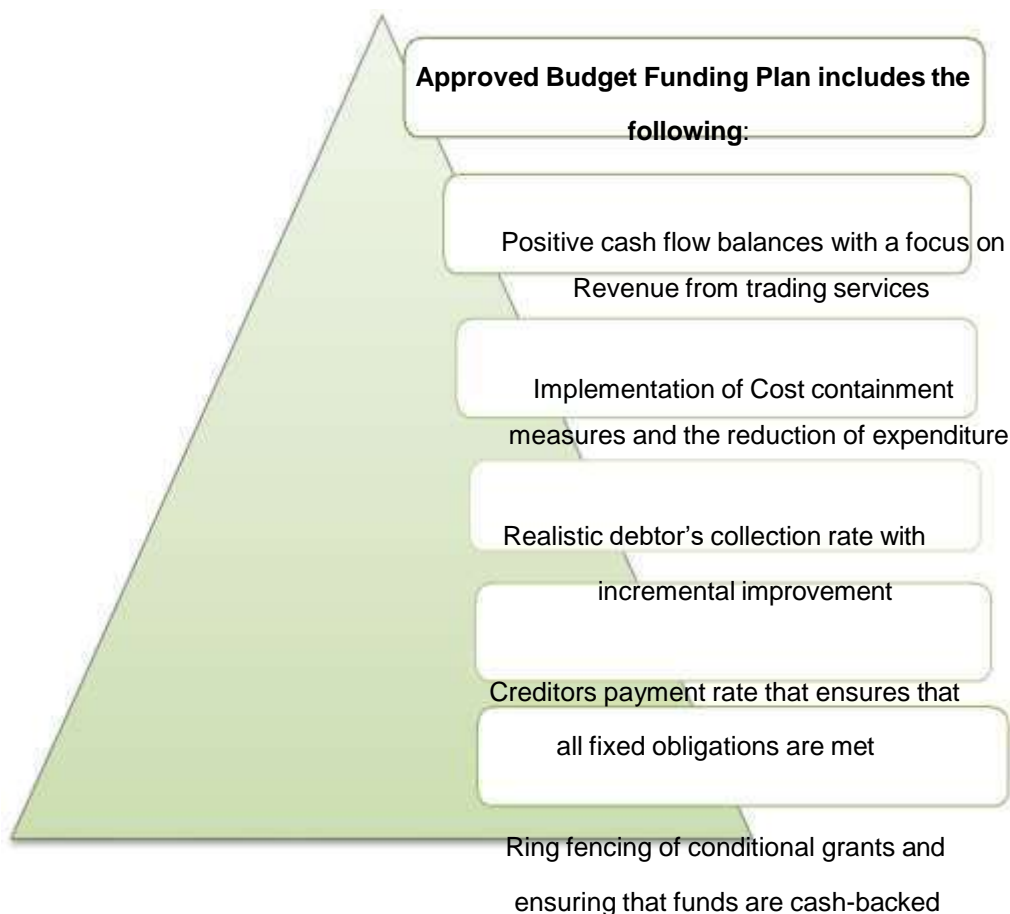 Approved Budget Funding Plan includes the
following:
Positive cash flow balances with a focus on
Revenue from trading services
Implementation of Cost containment
measures and the reduction of expenditure
Realistic debtor’s collection rate with
incremental improvement
Creditors payment rate that ensures that
all fixed obligations are met
Ring fencing of conditional grants and
ensuring that funds are cash-backed